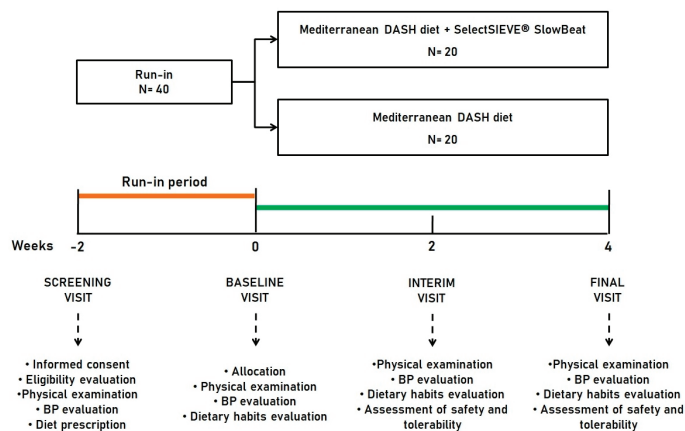 Mediterranean DASH diet + SelectSIEVE® SlowBeat
N= 20
Run-in
N= 40
Mediterranean DASH diet
N= 20
Run-in period
Weeks -2 0 2 4
SCREENING
VISIT
BASELINE
VISIT
INTERIM
VISIT
FINAL
VISIT
• Informed consent
• Eligibility evaluation
•Physical examination
• BP evaluation
• Diet prescription
• Allocation
• Physical examination
• BP evaluation
• Dietary habits evaluation
•Physical examination
• BP evaluation
• Dietary habits evaluation
• Assessment of safety and
tolerability
•Physical examination
• BP evaluation
• Dietary habits evaluation
• Assessment of safety and
tolerability